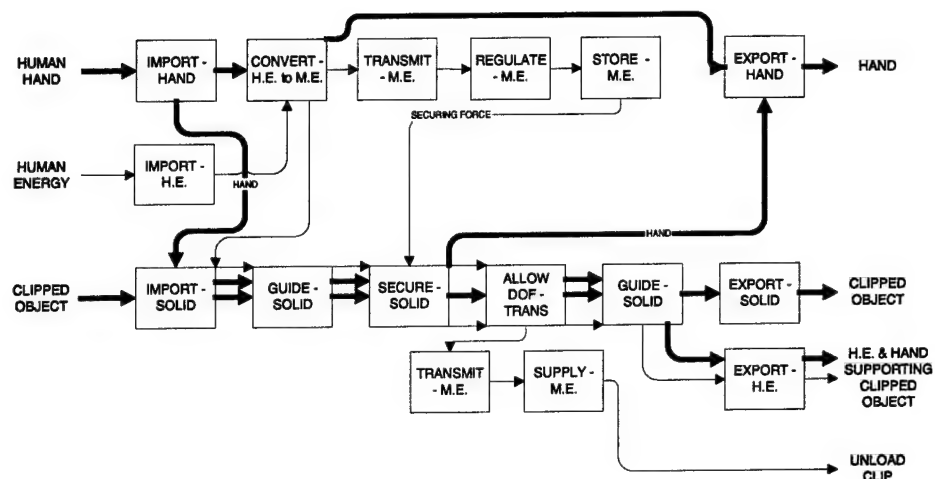 HUMAN
HAND
IMPORT -
HAND
CONVERT -
H.E. to M.E.
TRANSMIT
- M.E.
REGULATE
- M.E.
STORE -
M.E.
EXPORT -
HAND
HAND
SECURING FORCE
HUMAN
ENERGY
IMPORT -
H.E.
HAND
HAND
CLIPPED
OBJECT
IMPORT -
SOLID
GUIDE -
SOLID
SECURE -
SOLID
ALLOW
DOF -
TRANS
GUIDE -
SOLID
EXPORT -
SOLID
CLIPPED
OBJECT
TRANSMIT
- M.E.
SUPPLY -
M.E.
EXPORT -
H.E.
H.E. & HAND
SUPPORTING
CLIPPED
OBJECT
UNLOAD
CLIP